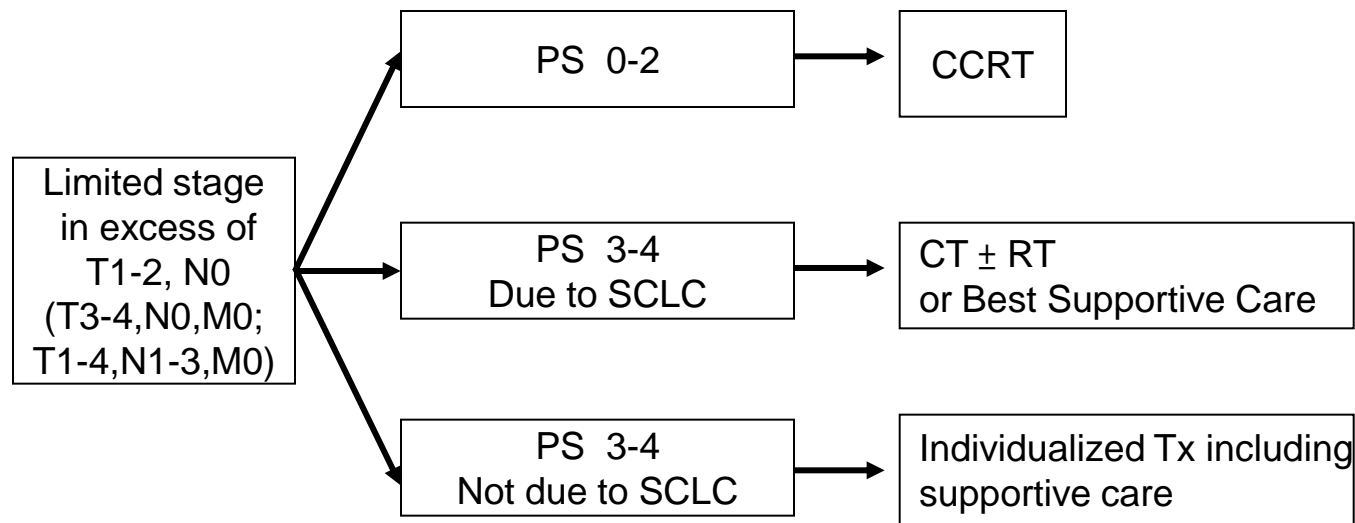 Limited stage
in excess of
T1-2, N0
(T3-4,N0,M0;
T1-4,N1-3,M0)
PS 0-2
CCRT
PS 3-4
Due to SCLC
CT ± RT
or Best Supportive Care
PS 3-4
Not due to SCLC
Individualized Tx including
supportive care